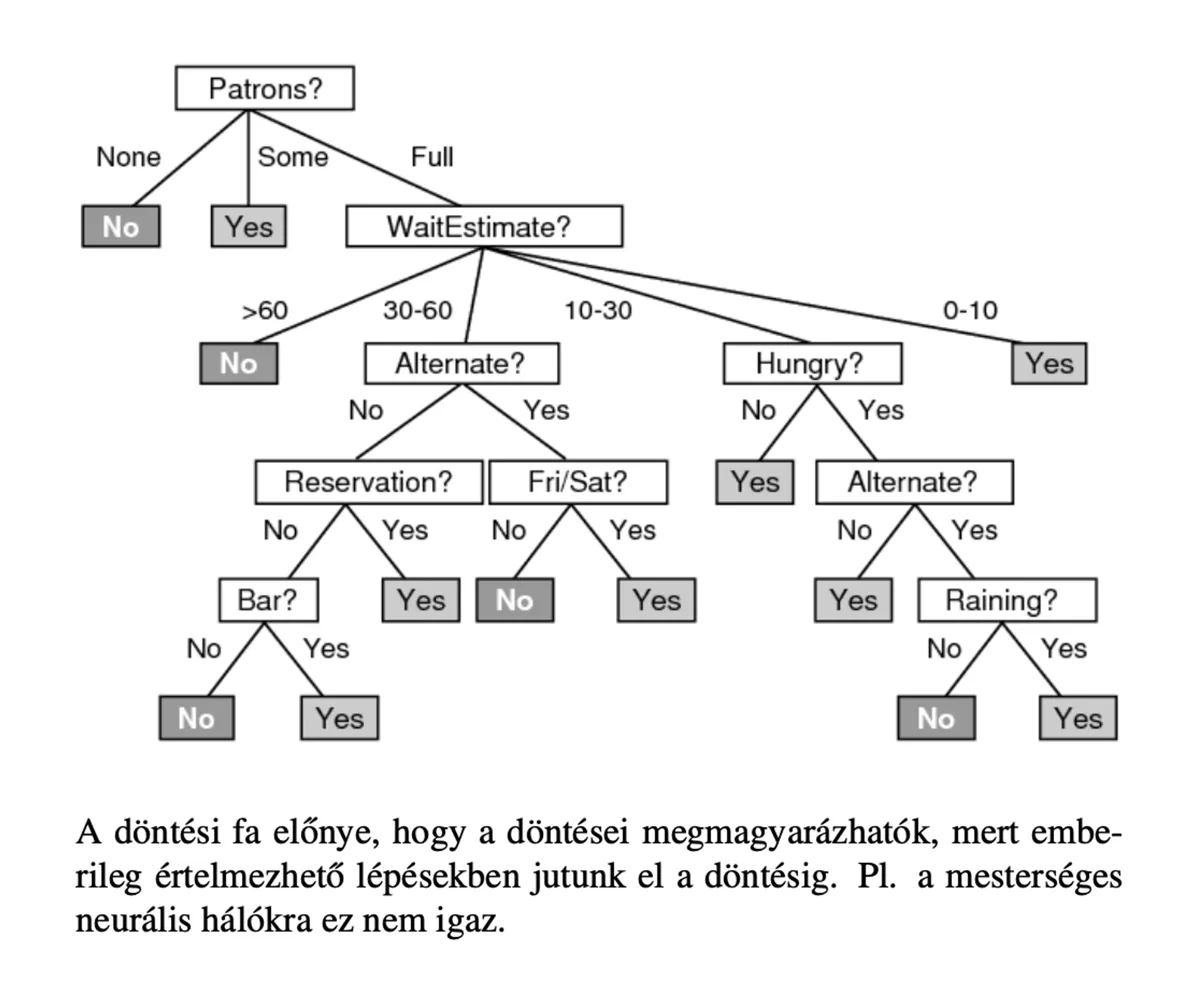 Patrons?
None Some Full
No Yes WaitEstimate?
>60 30-60 10-30 0-10
No Alternate? Hungry? Yes
No Yes No Yes
Reservation? Fri/Sat? Yes Alternate?
No Yes No Yes No Yes
Bar? Yes No Yes Yes Raining?
No Yes No Yes
No Yes No Yes
A döntési fa előnye, hogy a döntései megmagyarázhatók, mert embe-
rileg értelmezhető lépésekben jutunk el a döntésig. Pl. a mesterséges
neurális hálókra ez nem igaz.